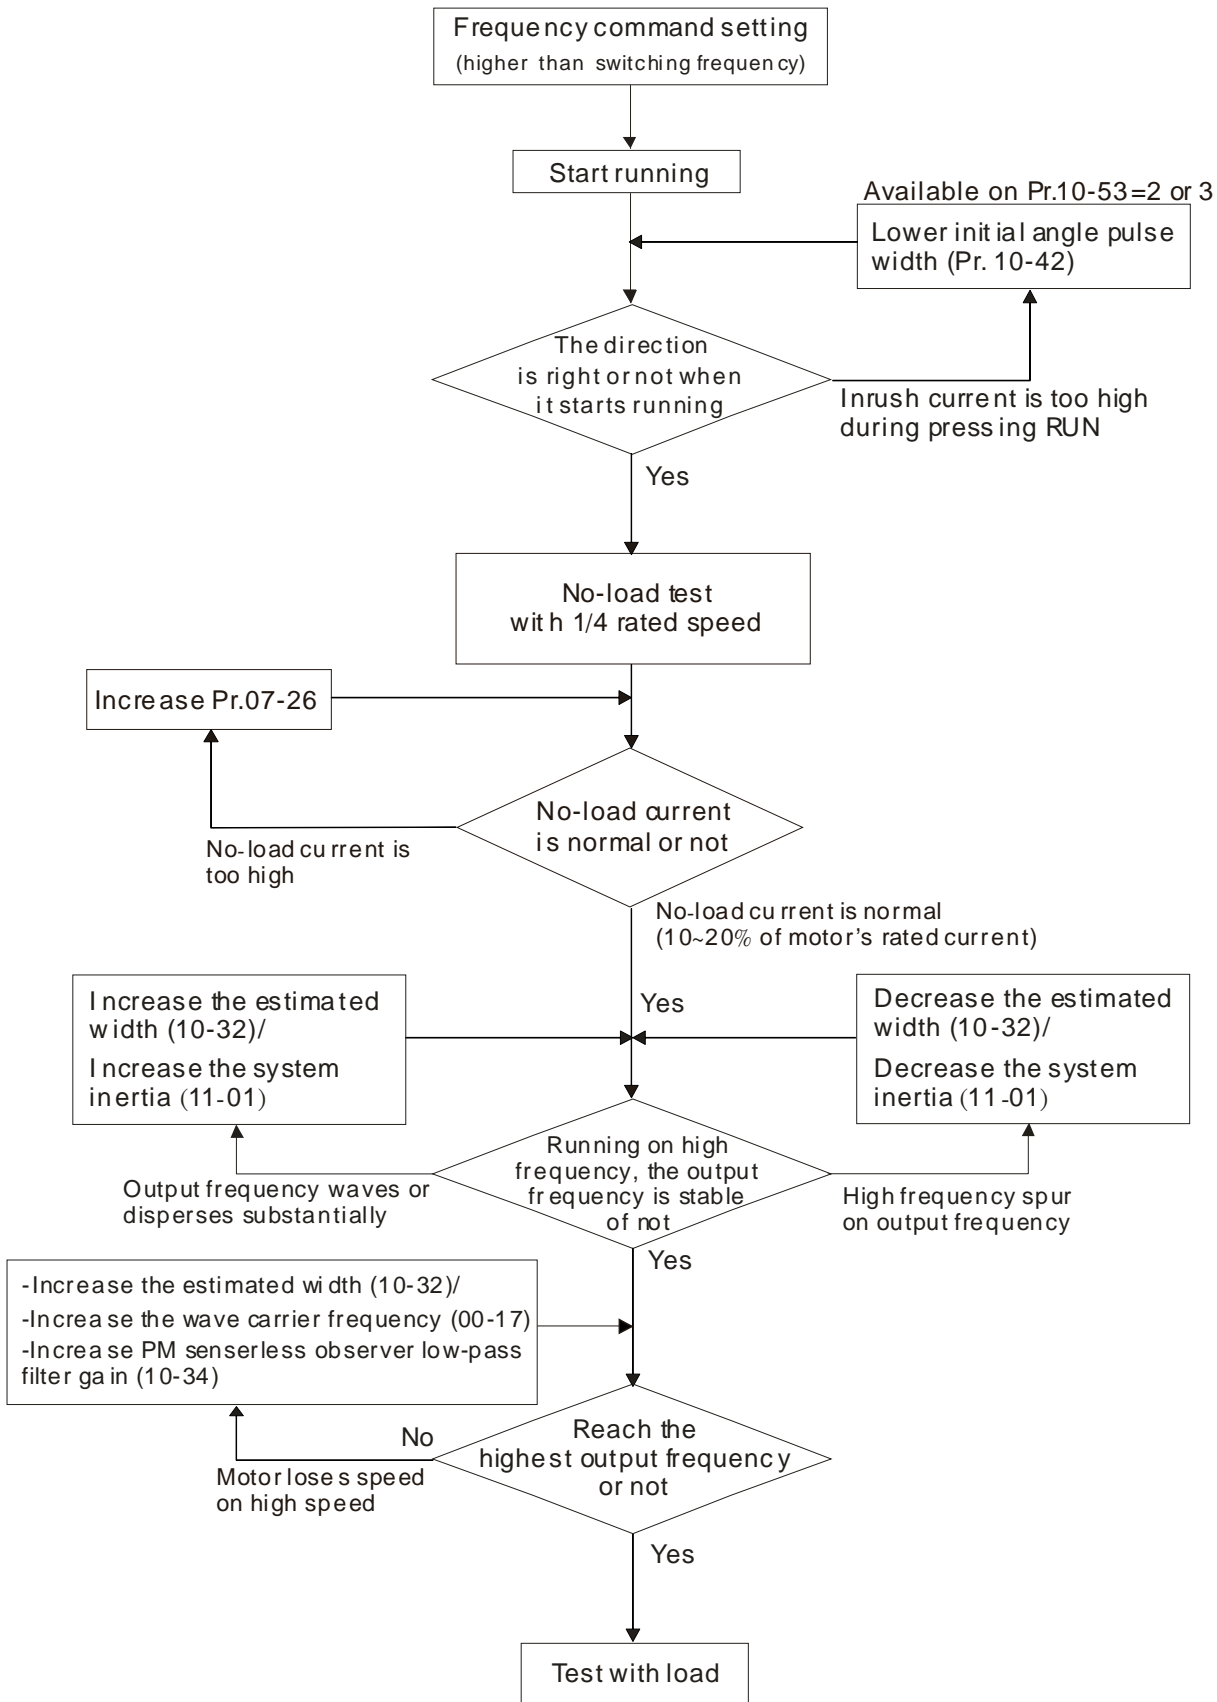 Frequency command setting
(higher than switching frequency)
Start running
Available on Pr.10-53=2 or 3
Lower initial angle pulse
width (Pr. 10-42)
The direction
is right or not when
it starts running
Inrush current is too high
during pressing RUN
Yes
No-load test
with 1/4 rated speed
Increase Pr.07-26
No-load current
is normal or not
No-load current is
too high
No-load current is normal
(10~20% of motor's rated current)
Increase the estimated
width (10-32)/
Increase the system
inertia (11-01)
Yes
Decrease the estimated
width (10-32)/
Decrease the system
inertia (11-01)
Running on high
frequency, the output
frequency is stable
of not
Output frequency waves or
disperses substantially
High frequency spur
on output frequency
Yes
-Increase the estimated width (10-32)/
-Increase the wave carrier frequency (00-17)
-Increase PM senserless observer low-pass
filter gain (10-34)
No
Reach the
highest output frequency
or not
Motor loses speed
on high speed
Yes
Test with load